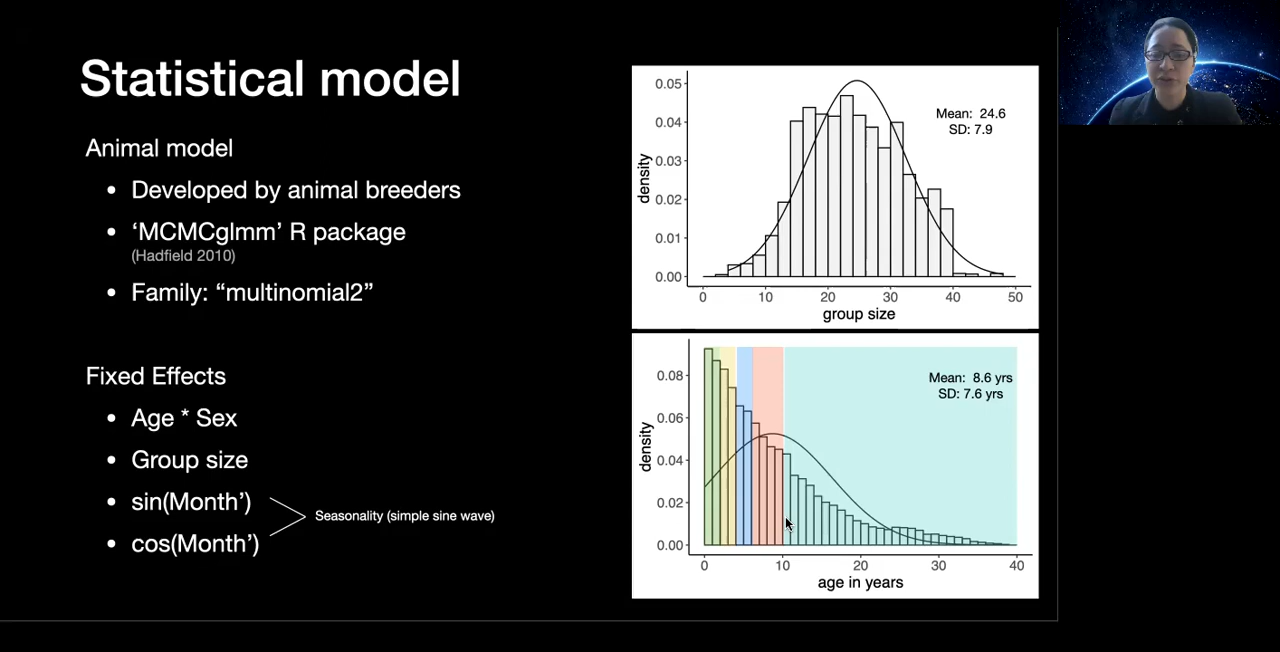 Statistical model
Animal model
• Developed by animal breeders
• ‘MCMCglmm’ R package
(Hadfield 2010)
• Family: “multinomial2”
Fixed Effects
• Age * Sex
• Group size
• sin(Month’)
• cos(Month’)
Seasonality (simple sine wave)
0.05
0.04
0.03
0.02
0.01
0.00
density
Mean: 24.6
SD: 7.9
0 10 20 30 40 50
group size
0.08
0.06
0.04
0.02
0.00
density
Mean: 8.6 yrs
SD: 7.6 yrs
0 10 20 30 40
age in years